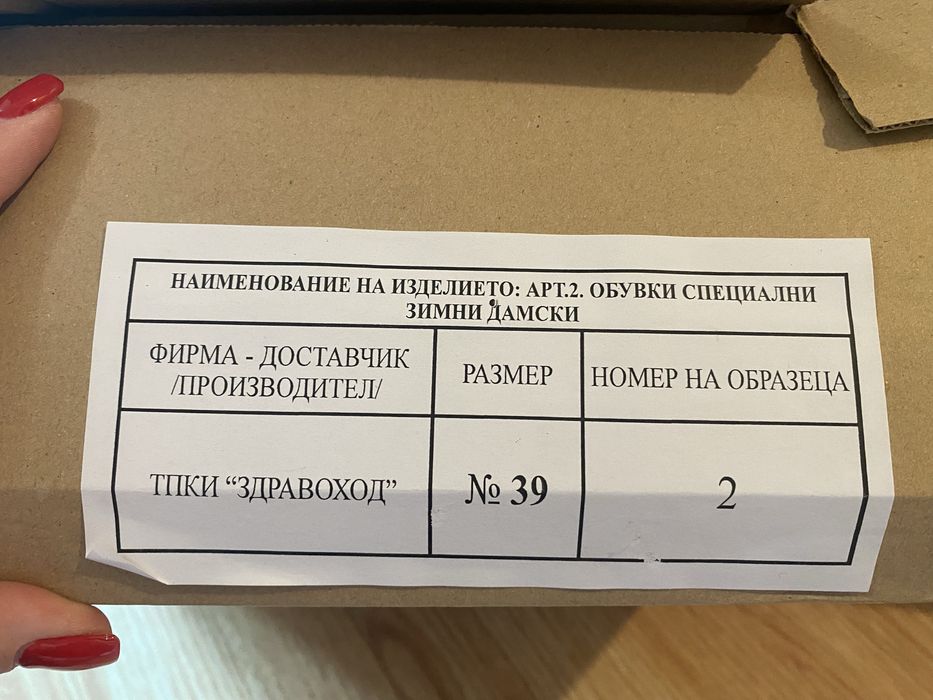 НАИМЕНОВАНИЕ НА ИЗДЕЛИЕТО: АРТ.2. ОБУВКИ СПЕЦИАЛНИ
ЗИМНИ ДАМСКИ
ФИРМА - ДОСТАВЧИК
/ПРОИЗВОДИТЕЛ/
РАЗМЕР
НОМЕР НА ОБРАЗЕЦА
ТПКИ “ЗДРАВОХОД”
№ 39
2